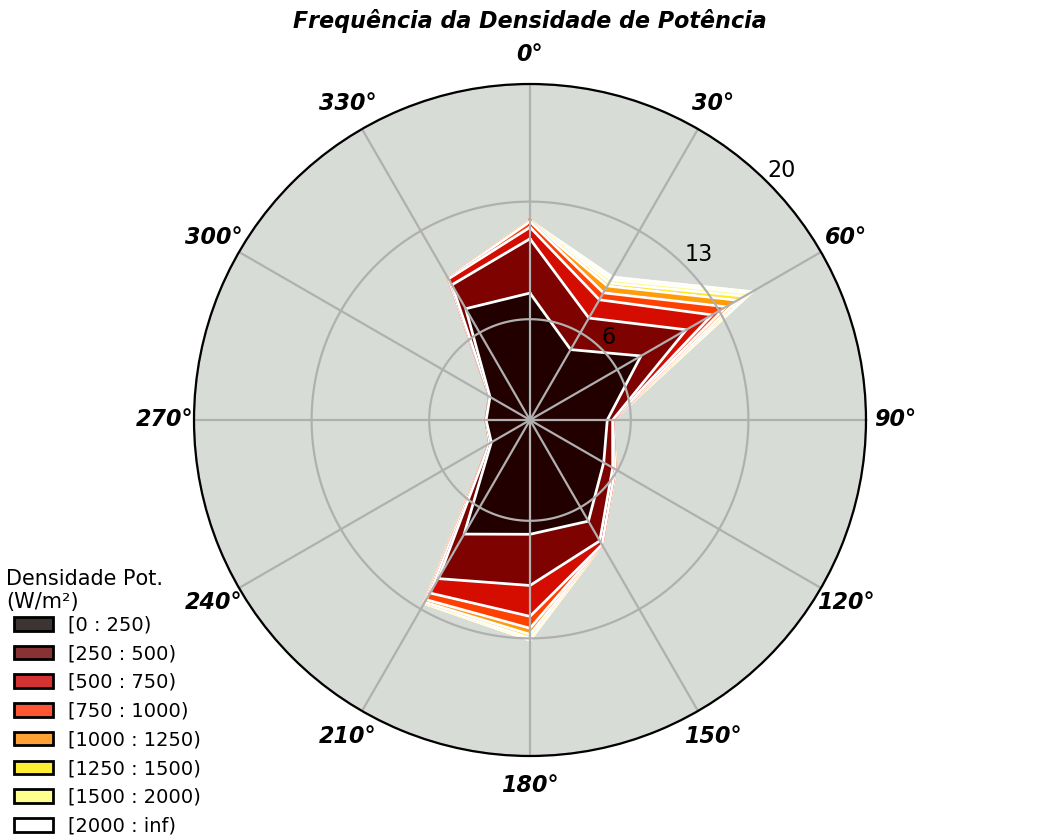 Frequência da Densidade de Potência
0°
330°
30°
20
300°
60°
13
6
270°
90°
240°
120°
210°
150°
180°
Densidade Pot.
(W/m²)
[0 : 250)
[250 : 500)
[500 : 750)
[750 : 1000)
[1000 : 1250)
[1250 : 1500)
[1500 : 2000)
[2000 : inf)